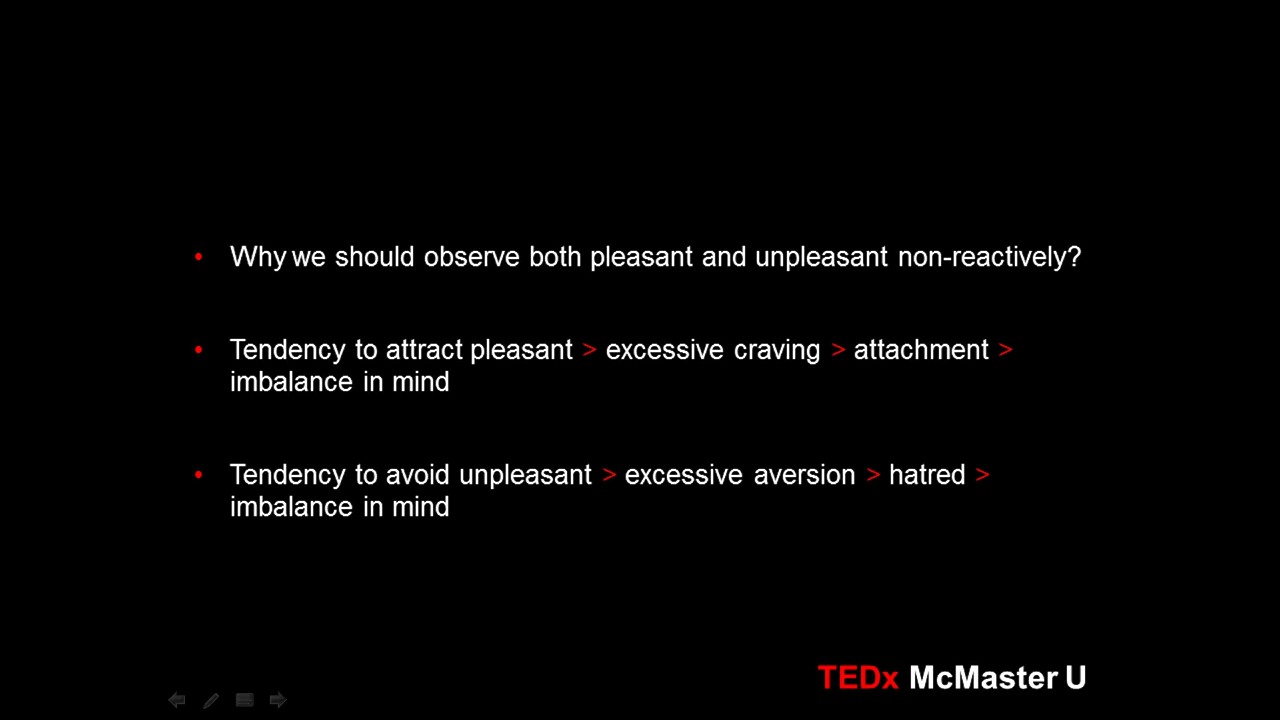 • Why we should observe both pleasant and unpleasant non-reactively?
• Tendency to attract pleasant > excessive craving > attachment >
imbalance in mind
• Tendency to avoid unpleasant > excessive aversion > hatred >
imbalance in mind
TEDx McMaster U